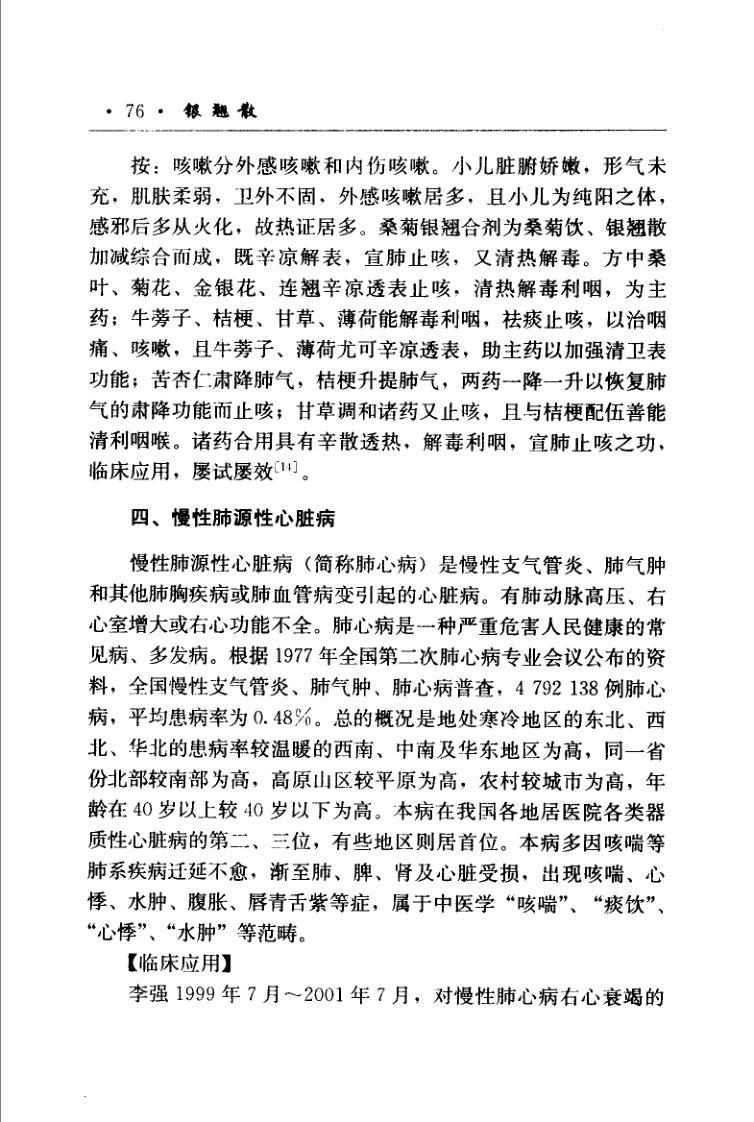 · 76 · 银翘散
按：咳嗽分外感咳嗽和内伤咳嗽。小儿脏腑娇嫩，形气未
充，肌肤柔弱，卫外不固，外感咳嗽居多，且小儿为纯阳之体，
感邪后多从火化，故热证居多。桑菊银翘合剂为桑菊饮、银翘散
加减综合而成，既辛凉解表，宣肺止咳，又清热解毒。方中桑
叶、菊花、金银花、连翘辛凉透表止咳，清热解毒利咽，为主
药；牛蒡子、桔梗、甘草、薄荷能解毒利咽，祛痰止咳，以治咽
痛、咳嗽，且牛蒡子、薄荷尤可辛凉透表，助主药以加强清卫表
功能；苦杏仁肃降肺气，桔梗升提肺气，两药一降一升以恢复肺
气的肃降功能而止咳；甘草调和诸药又止咳，且与桔梗配伍善能
清利咽喉。诸药合用具有辛散透热，解毒利咽，宣肺止咳之功，
临床应用，屡试屡效[14]。
四、慢性肺源性心脏病
慢性肺源性心脏病（简称肺心病）是慢性支气管炎、肺气肿
和其他肺胸疾病或肺血管病变引起的心脏病。有肺动脉高压、右
心室增大或右心功能不全。肺心病是一种严重危害人民健康的常
见病、多发病。根据 1977 年全国第二次肺心病专业会议公布的资
料，全国慢性支气管炎、肺气肿、肺心病普查，4 792 138 例肺心
病，平均患病率为 0.48%。总的概况是地处寒冷地区的东北、西
北、华北的患病率较温暖的西南、中南及华东地区为高，同一省
份北部较南部为高，高原山区较平原为高，农村较城市为高，年
龄在 40 岁以上较 40 岁以下为高。本病在我国各地居医院各类器
质性心脏病的第二、三位，有些地区则居首位。本病多因咳喘等
肺系疾病迁延不愈，渐至肺、脾、肾及心脏受损，出现咳喘、心
悸、水肿、腹胀、唇青舌紫等症，属于中医学“咳喘”、“痰饮”、
“心悸”、“水肿”等范畴。
【临床应用】
李强 1999 年 7 月～2001 年 7 月，对慢性肺心病右心衰竭的